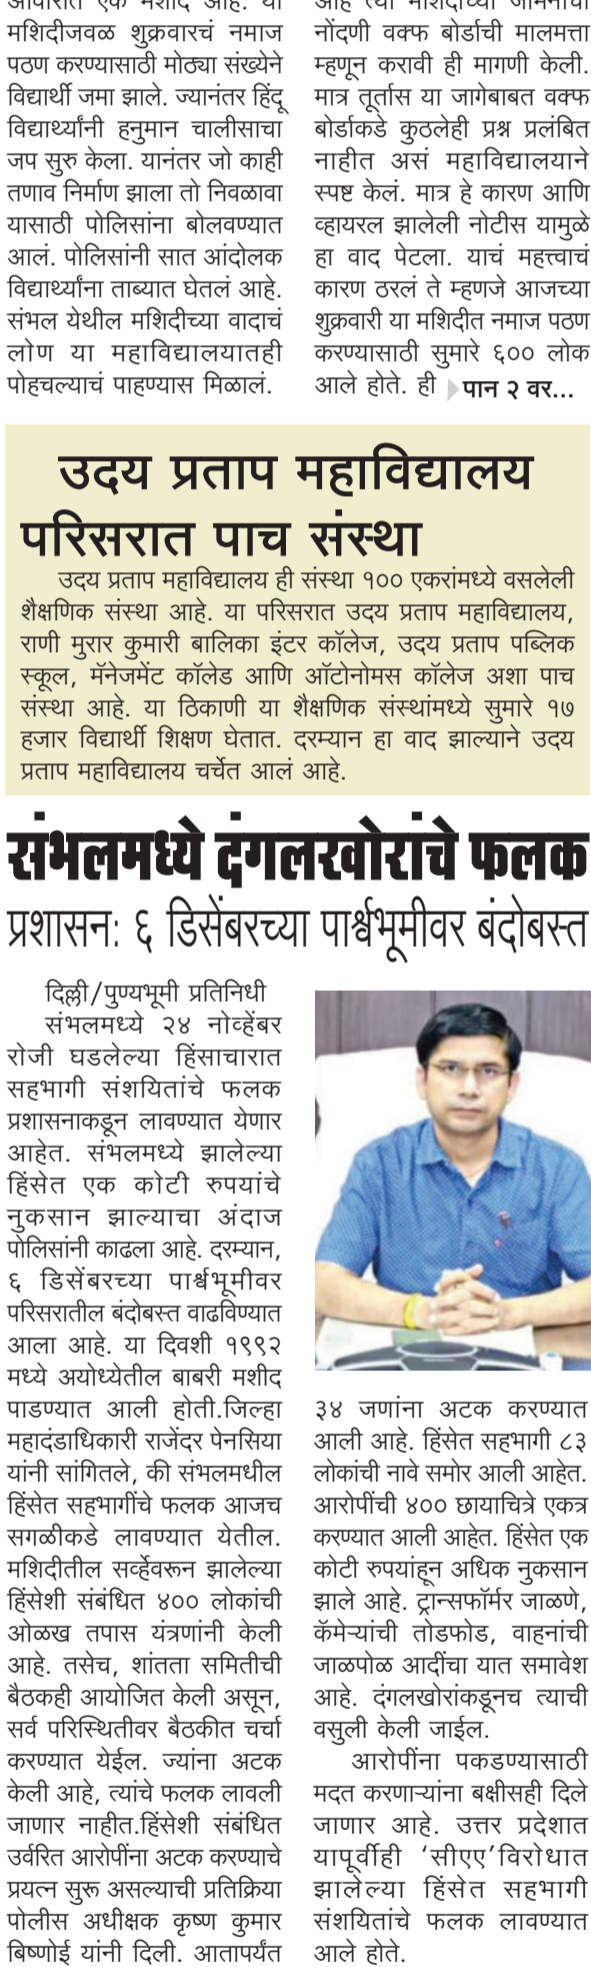 मशिदीजवळ शुक्रवारचं नमाज
पठण करण्यासाठी मोठ्या संख्येने
विद्यार्थी जमा झाले. ज्यानंतर हिंदू
विद्यार्थ्यांनी हनुमान चालीसाचा
जप सुरु केला. यानंतर जो काही
तणाव निर्माण झाला तो निवळावा
यासाठी पोलिसांना बोलवण्यात
आलं. पोलिसांनी सात आंदोलक
विद्यार्थ्यांना ताब्यात घेतलं आहे.
संभल येथील मशिदीच्या वादाचं
लोण या महाविद्यालयातही
पोहचल्याचं पाहण्यास मिळालं.
नोंदणी वक्फ बोर्डाची मालमत्ता
म्हणून करावी ही मागणी केली.
मात्र तूर्तास या जागेबाबत वक्फ
बोर्डाकडे कुठलेही प्रश्न प्रलंबित
नाहीत असं महाविद्यालयाने
स्पष्ट केलं. मात्र हे कारण आणि
व्हायरल झालेली नोटीस यामुळे
हा वाद पेटला. याचं महत्त्वाचं
कारण ठरलं ते म्हणजे आजच्या
शुक्रवारी या मशिदीत नमाज पठण
करण्यासाठी सुमारे ६०० लोक
आले होते. ही पान २ वर...
उदय प्रताप महाविद्यालय
परिसरात पाच संस्था
उदय प्रताप महाविद्यालय ही संस्था १०० एकरांमध्ये वसलेली
शैक्षणिक संस्था आहे. या परिसरात उदय प्रताप महाविद्यालय,
राणी मुरार कुमारी बालिका इंटर कॉलेज, उदय प्रताप पब्लिक
स्कूल, मॅनेजमेंट कॉलेड आणि ऑटोनोमस कॉलेज अशा पाच
संस्था आहे. या ठिकाणी या शैक्षणिक संस्थांमध्ये सुमारे १७
हजार विद्यार्थी शिक्षण घेतात. दरम्यान हा वाद झाल्याने उदय
प्रताप महाविद्यालय चर्चेत आलं आहे.
संभलमध्ये दंगलखोरांचे फलक
प्रशासन: ६ डिसेंबरच्या पार्श्वभूमीवर बंदोबस्त
दिल्ली/पुण्यभूमी प्रतिनिधी
संभलमध्ये २४ नोव्हेंबर
रोजी घडलेल्या हिंसाचारात
सहभागी संशयितांचे फलक
प्रशासनाकडून लावण्यात येणार
आहेत. संभलमध्ये झालेल्या
हिंसेत एक कोटी रुपयांचे
नुकसान झाल्याचा अंदाज
पोलिसांनी काढला आहे. दरम्यान,
६ डिसेंबरच्या पार्श्वभूमीवर
परिसरातील बंदोबस्त वाढविण्यात
आला आहे. या दिवशी १९९२
मध्ये अयोध्येतील बाबरी मशीद
पाडण्यात आली होती.जिल्हा
महादंडाधिकारी राजेंदर पेनसिया
यांनी सांगितले, की संभलमधील
हिंसेत सहभागींचे फलक आजच
सगळीकडे लावण्यात येतील.
मशिदीतील सर्व्हेवरून झालेल्या
हिंसेशी संबंधित ४०० लोकांची
ओळख तपास यंत्रणांनी केली
आहे. तसेच, शांतता समितीची
बैठकही आयोजित केली असून,
सर्व परिस्थितीवर बैठकीत चर्चा
करण्यात येईल. ज्यांना अटक
केली आहे, त्यांचे फलक लावली
जाणार नाहीत.हिंसेशी संबंधित
उर्वरित आरोपींना अटक करण्याचे
प्रयत्न सुरू असल्याची प्रतिक्रिया
पोलीस अधीक्षक कृष्ण कुमार
बिष्णोई यांनी दिली. आतापर्यंत
३४ जणांना अटक करण्यात
आली आहे. हिंसेत सहभागी ८३
लोकांची नावे समोर आली आहेत.
आरोपींची ४०० छायाचित्रे एकत्र
करण्यात आली आहेत. हिंसेत एक
कोटी रुपयांहून अधिक नुकसान
झाले आहे. ट्रान्सफॉर्मर जाळणे,
कॅमेऱ्यांची तोडफोड, वाहनांची
जाळपोळ आदींचा यात समावेश
आहे. दंगलखोरांकडूनच त्याची
वसुली केली जाईल.
आरोपींना पकडण्यासाठी
मदत करणाऱ्यांना बक्षीसही दिले
जाणार आहे. उत्तर प्रदेशात
यापूर्वीही 'सीएए'विरोधात
झालेल्या हिंसेत सहभागी
संशयितांचे फलक लावण्यात
आले होते.